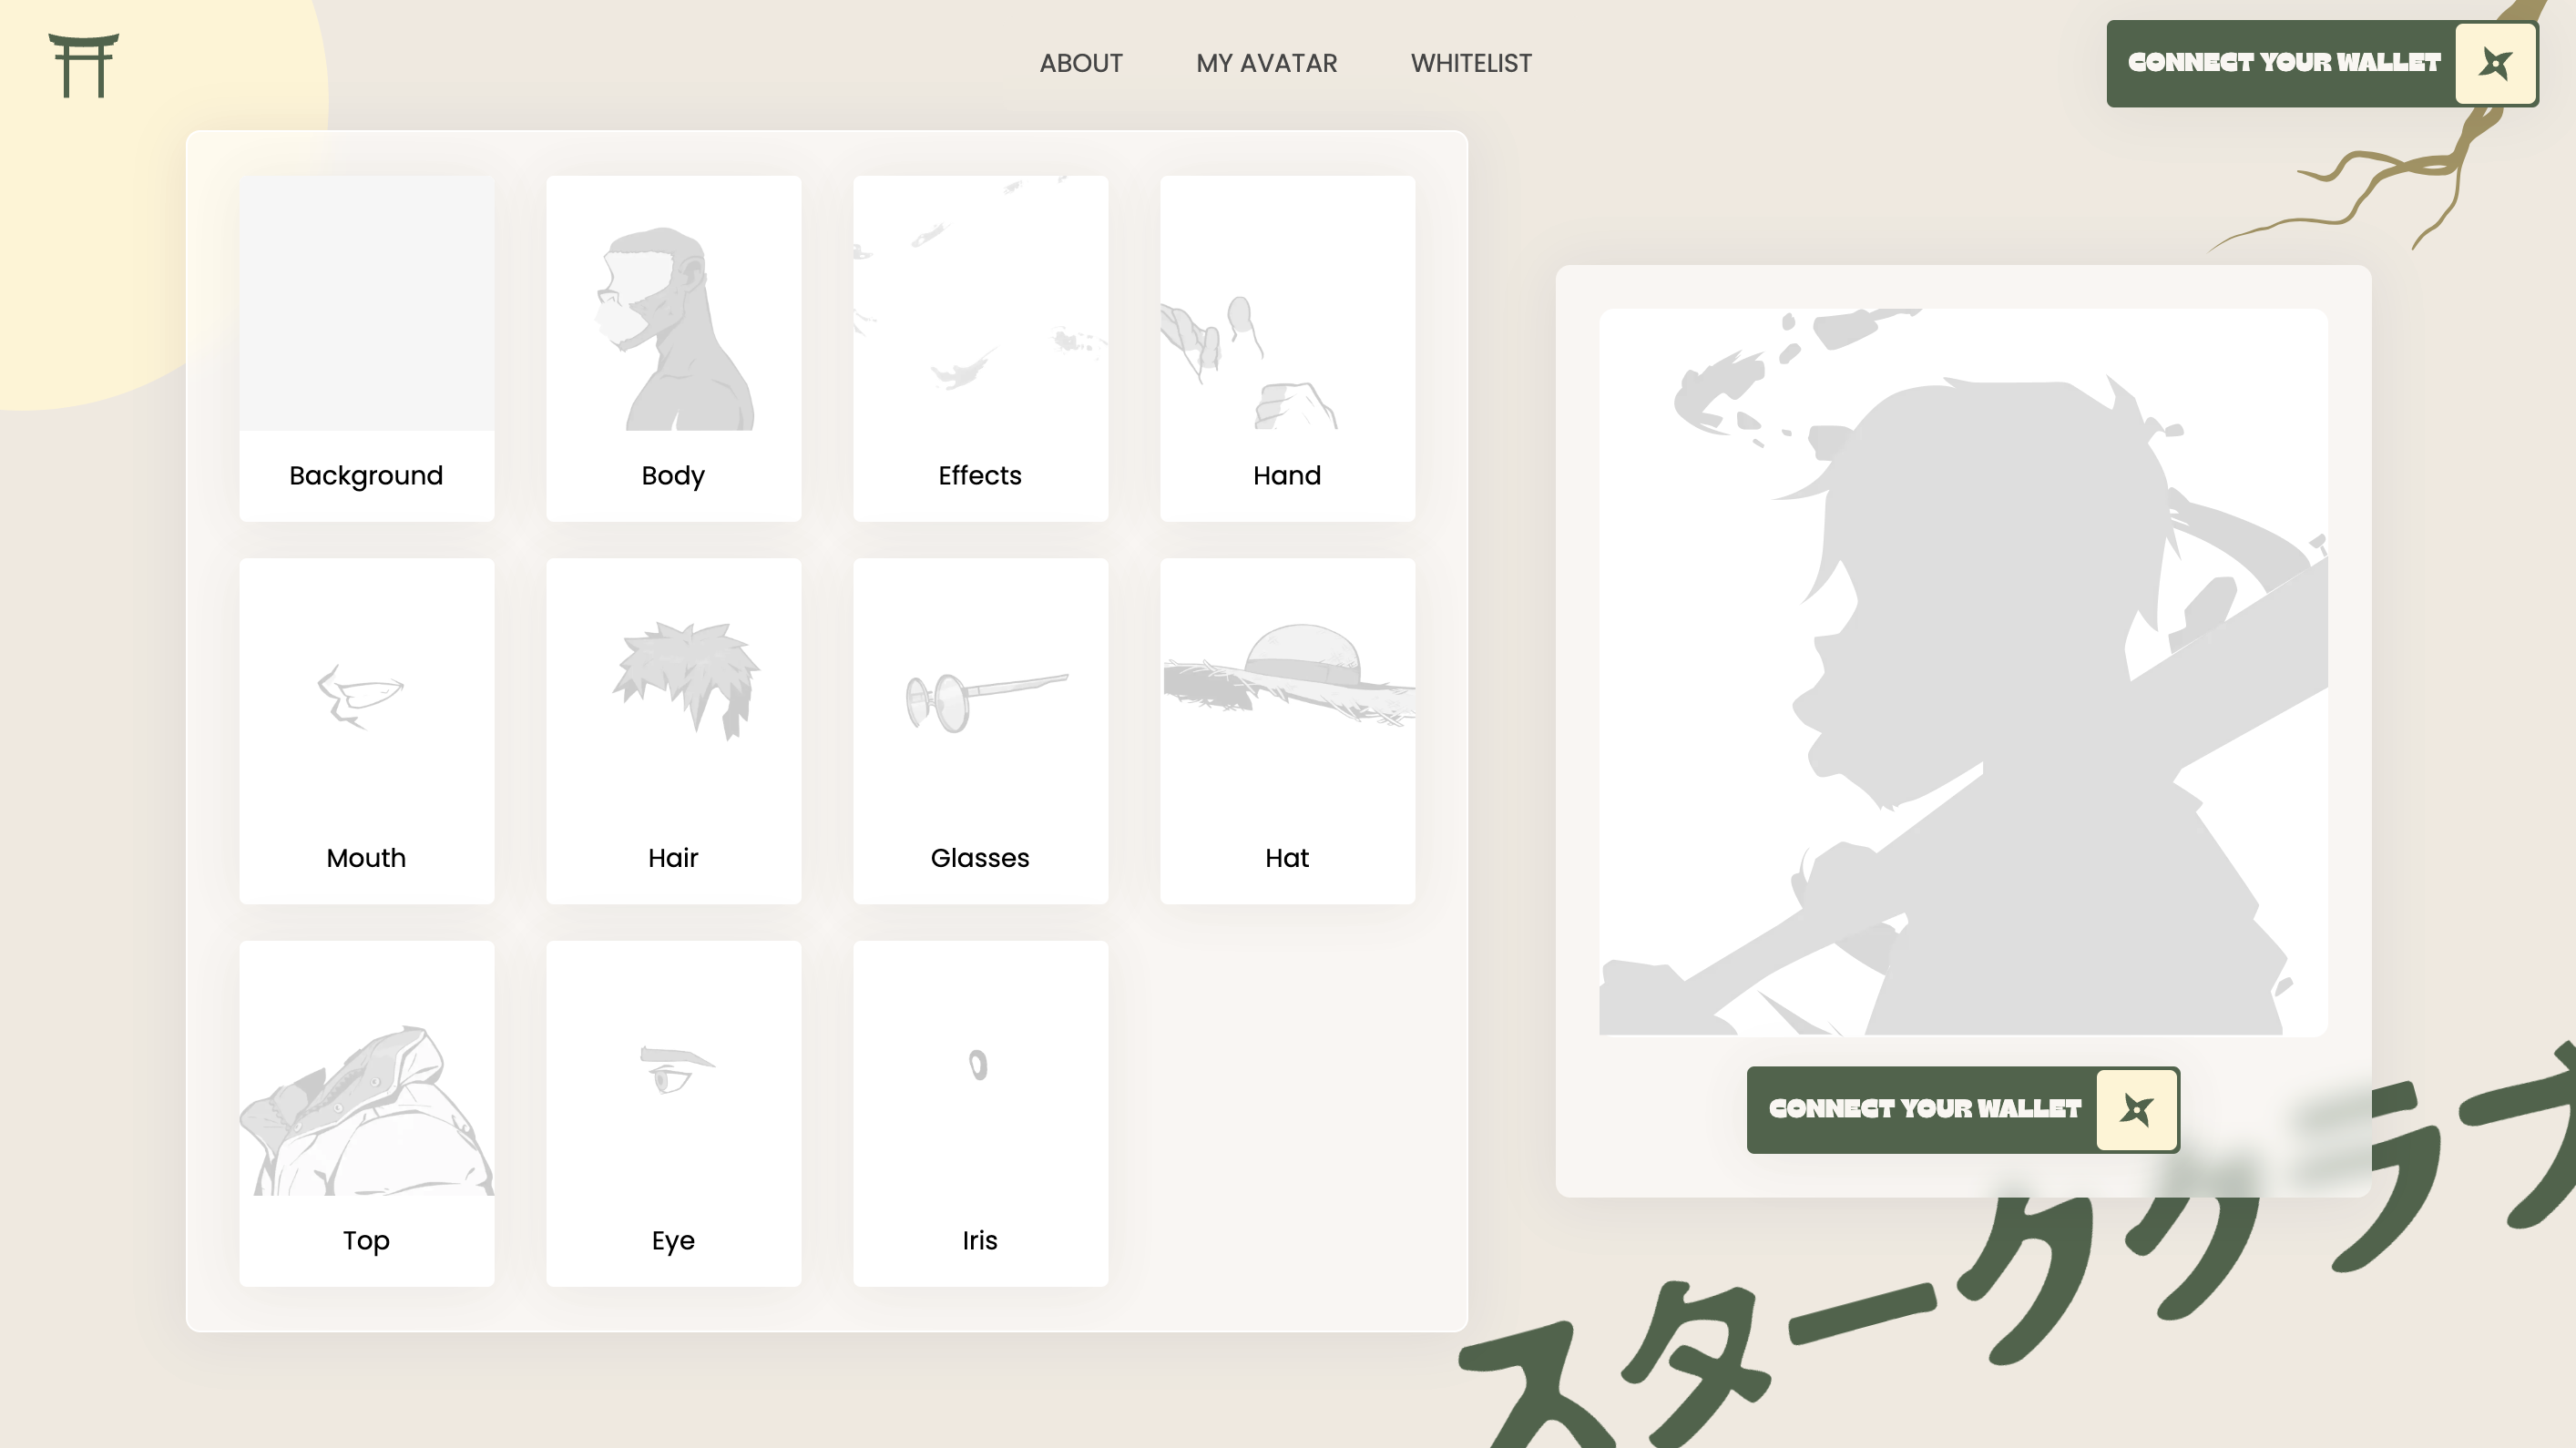 ABOUT
MY AVATAR
WHITELIST
CONNECT YOUR WALLET
Background
Body
Effects
Hand
Mouth
Hair
Glasses
Hat
Top
Eye
Iris
CONNECT YOUR WALLET
スタークグラブ